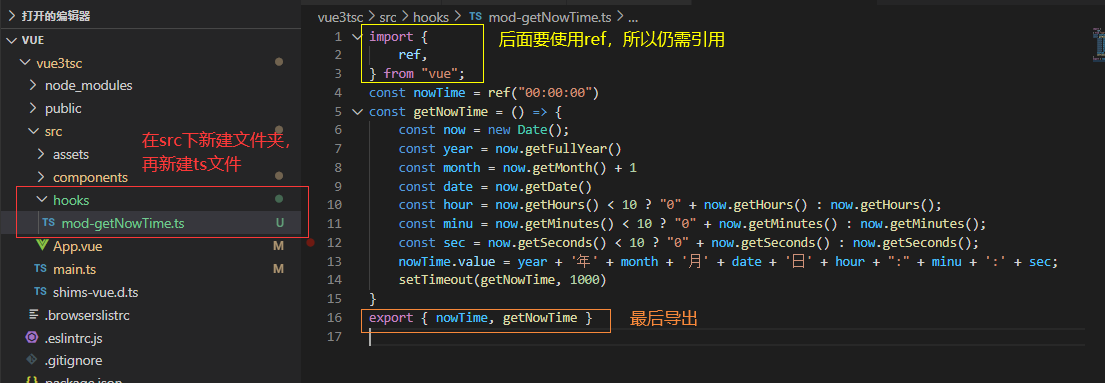 打开的编辑器
VUE
vue3tsc
node_modules
public
src
assets
components
hooks
TS mod-getNowTime.ts U
App.vue M
TS main.ts M
TS shims-vue.d.ts
.browserslistrc
.eslintrc.js
.gitignore
package.json
在src下新建文件夹，
再新建ts文件
vue3tsc > src > hooks > TS mod-getNowTime.ts > ...
1 import {
2 ref,
3 } from "vue";
后面要使用ref，所以仍需引用
4 const nowTime = ref("00:00:00")
5 const getNowTime = () => {
6 const now = new Date();
7 const year = now.getFullYear()
8 const month = now.getMonth() + 1
9 const date = now.getDate()
10 const hour = now.getHours() < 10 ? "0" + now.getHours() : now.getHours();
11 const minu = now.getMinutes() < 10 ? "0" + now.getMinutes() : now.getMinutes();
12 const sec = now.getSeconds() < 10 ? "0" + now.getSeconds() : now.getSeconds();
13 nowTime.value = year + '年' + month + '月' + date + '日' + hour + ":" + minu + ':' + sec;
14 setTimeout(getNowTime, 1000)
15 }
16 export { nowTime, getNowTime }
最后导出
17